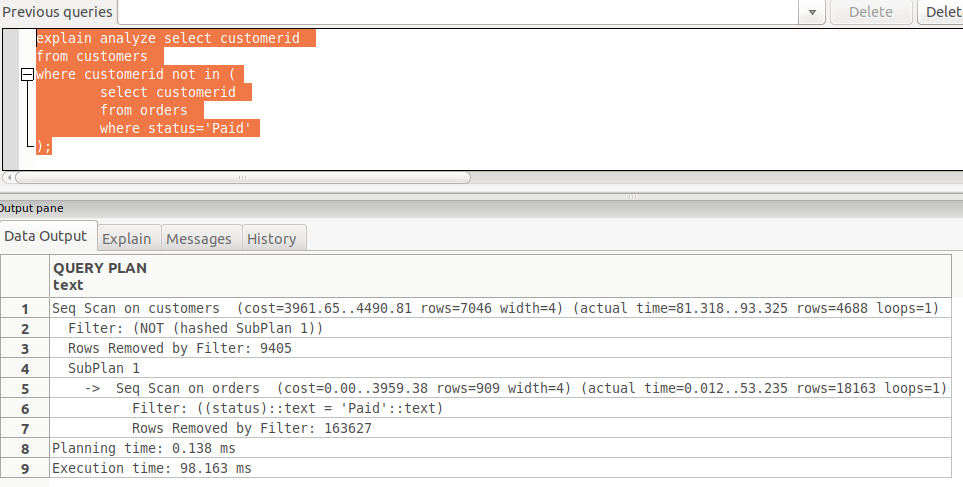 Previous queries Delete Delet
explain analyze select customerid
from customers
where customerid not in (
select customerid
from orders
where status='Paid'
);
Output pane
Data Output Explain Messages History
QUERY PLAN
text
1 Seq Scan on customers (cost=3961.65..4490.81 rows=7046 width=4) (actual time=81.318..93.325 rows=4688 loops=1)
2 Filter: (NOT (hashed SubPlan 1))
3 Rows Removed by Filter: 9405
4 SubPlan 1
5 -> Seq Scan on orders (cost=0.00..3959.38 rows=909 width=4) (actual time=0.012..53.235 rows=18163 loops=1)
6 Filter: ((status)::text = 'Paid'::text)
7 Rows Removed by Filter: 163627
8 Planning time: 0.138 ms
9 Execution time: 98.163 ms